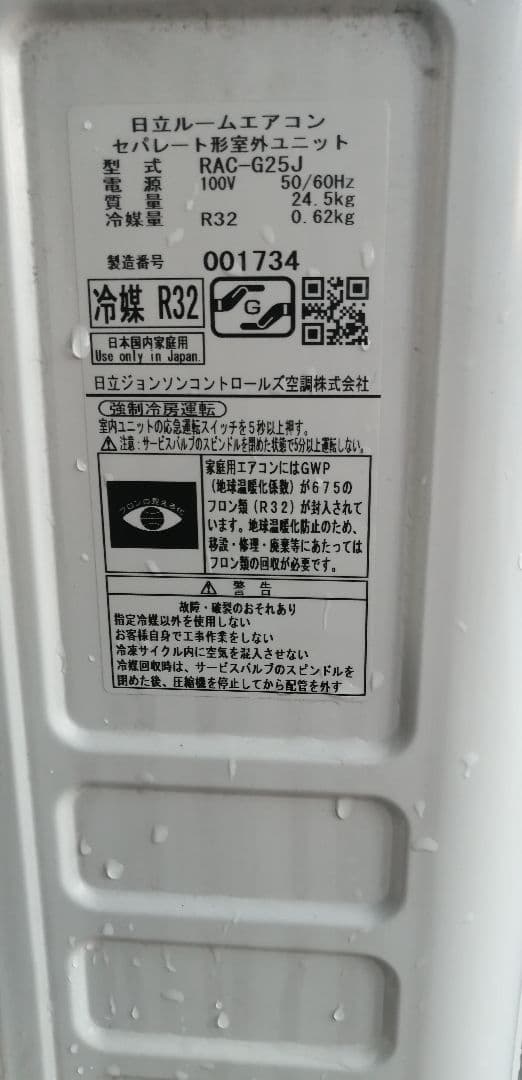 日立ルームエアコン
セパレート形室外ユニット
型 式 RAC-G25J
電 源 100V 50/60Hz
質 量 24.5kg
冷媒量 R32 0.62kg
製造番号 001734
冷媒 R32
G
日本国内家庭用
Use only in Japan.
日立ジョンソンコントロールズ空調株式会社
強制冷房運転
室内ユニットの応急運転スイッチを5秒以上押す。
⚠注意:サービスバルブのスピンドルを閉めた状態で5分以上運転しない。
フロンの見える化
家庭用エアコンにはGWP
(地球温暖化係数)が675の
フロン類(R32)が封入されて
います。地球温暖化防止のため、
移設・修理・廃棄等にあたっては
フロン類の回収が必要です。
⚠ 警 告
故障・破裂のおそれあり
指定冷媒以外を使用しない
お客様自身で工事作業をしない
冷凍サイクル内に空気を混入させない
冷媒回収時は、サービスバルブのスピンドルを
閉めた後、圧縮機を停止してから配管を外す